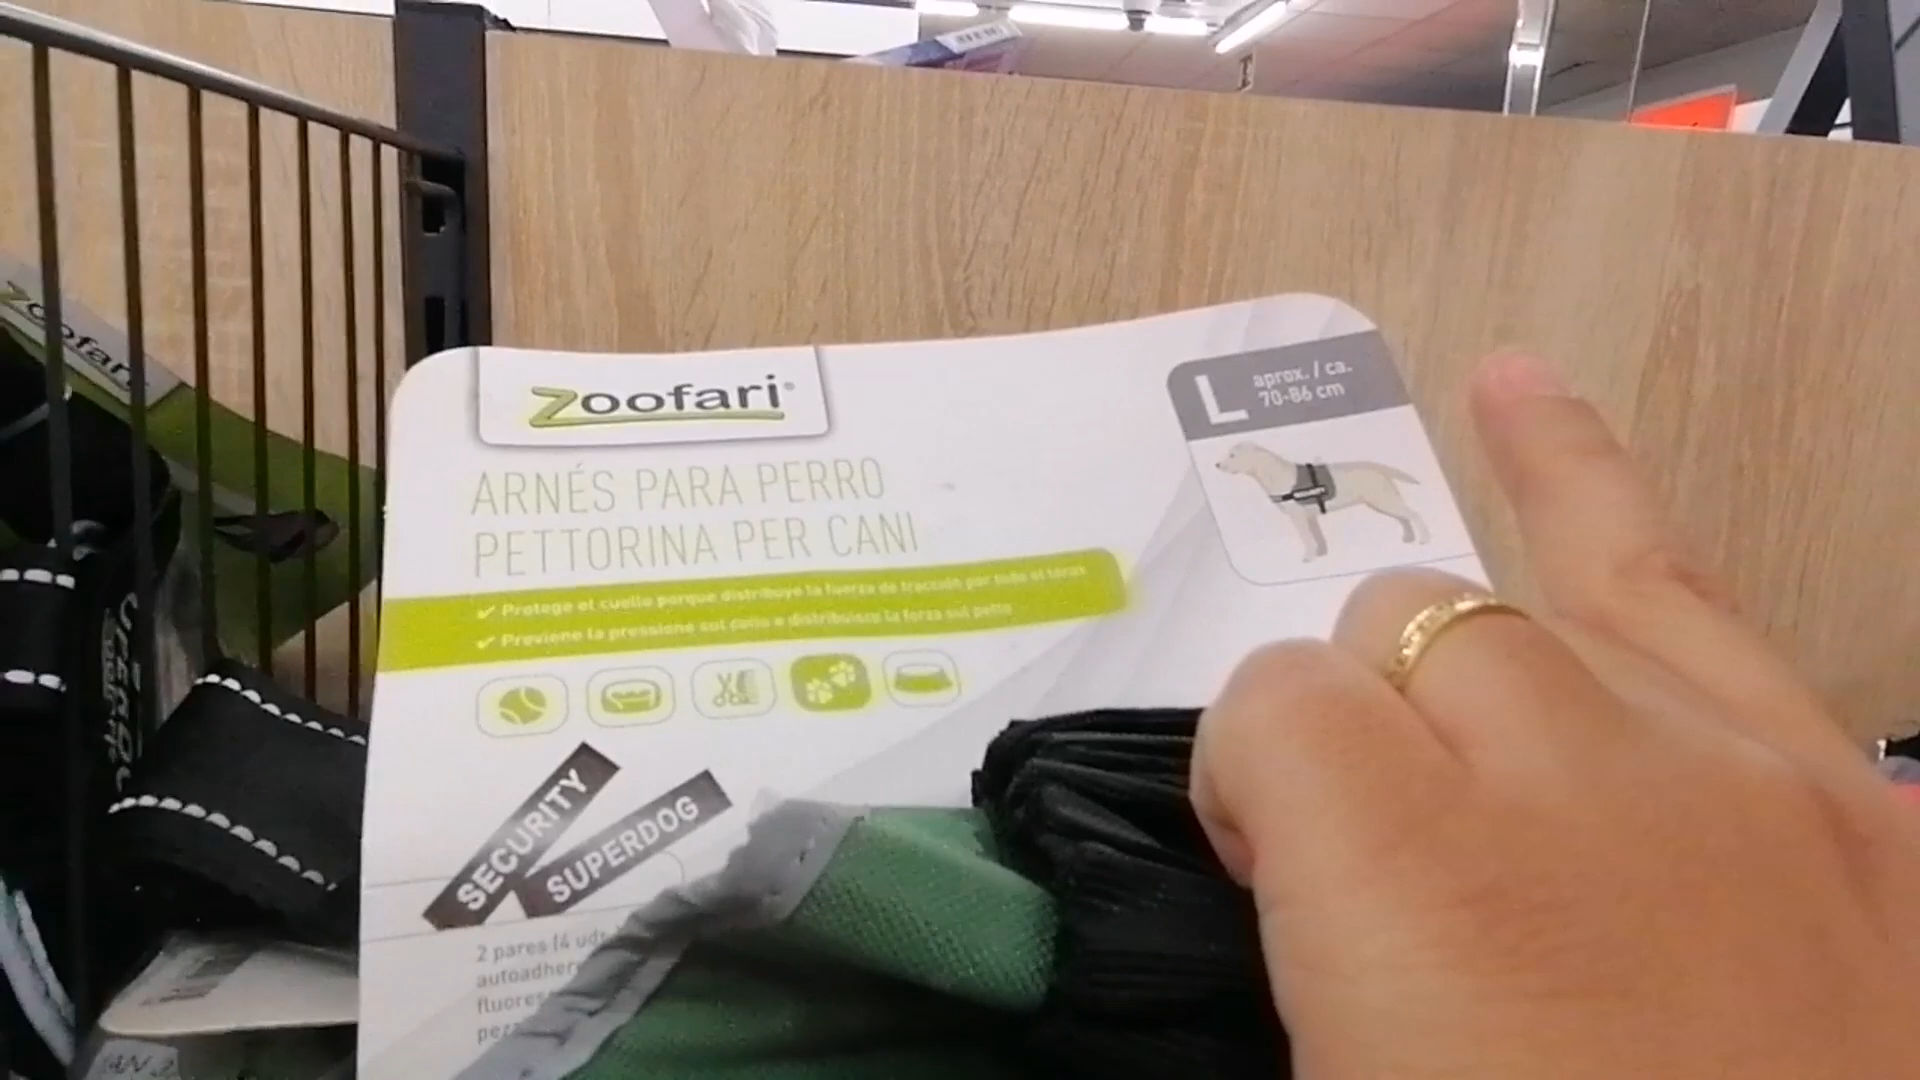 zoofari
L
aprox. / ca.
70-86 cm
ARNÉS PARA PERRO
PETTORINA PER CANI
✓ Protege el cuello porque distribuye la fuerza de tracción por todo el tórax
✓ Previene la pressione sul collo e distribuisce la forza sul petto
SECURITY
SUPERDOG
2 pares (4 uds
autoadher
fluores
zoofari